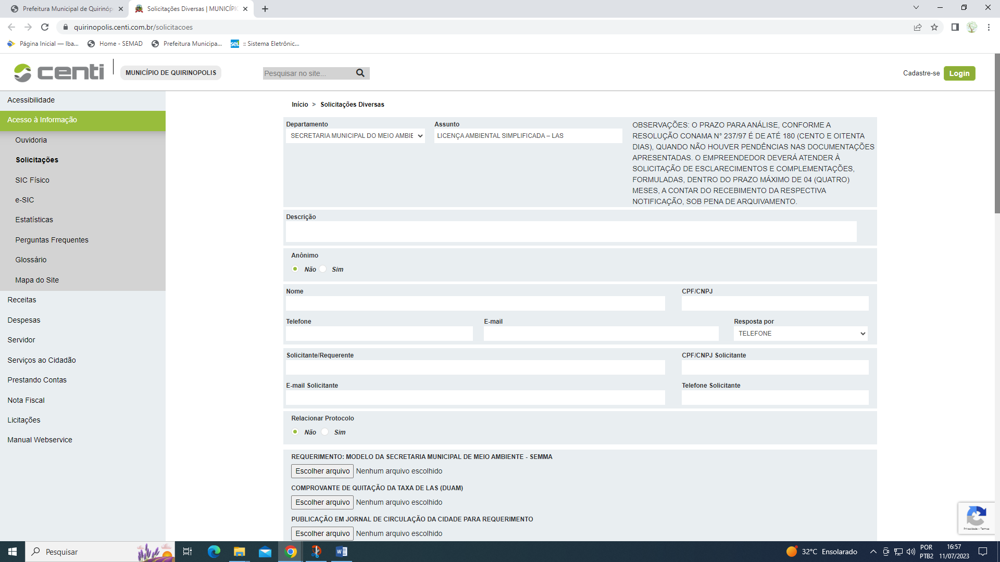 Prefeitura Municipal de Quirinóp
Solicitações Diversas | MUNICÍPI
quirinopolis.centi.com.br/solicitacoes
Página Inicial — Iba...
Home - SEMAD
Prefeitura Municipa...
sei!
:: Sistema Eletrônic...
centi
MUNICÍPIO DE QUIRINOPOLIS
Pesquisar no site...
Cadastre-se
Login
Acessibilidade
Acesso à Informação
Ouvidoria
Solicitações
SIC Físico
e-SIC
Estatísticas
Perguntas Frequentes
Glossário
Mapa do Site
Receitas
Despesas
Servidor
Serviços ao Cidadão
Prestando Contas
Nota Fiscal
Licitações
Manual Webservice
Início > Solicitações Diversas
Departamento
SECRETARIA MUNICIPAL DO MEIO AMBIE
Assunto
LICENÇA AMBIENTAL SIMPLIFICADA – LAS
OBSERVAÇÕES: O PRAZO PARA ANÁLISE, CONFORME A
RESOLUÇÃO CONAMA N° 237/97 É DE ATÉ 180 (CENTO E OITENTA
DIAS), QUANDO NÃO HOUVER PENDÊNCIAS NAS DOCUMENTAÇÕES
APRESENTADAS. O EMPREENDEDOR DEVERÁ ATENDER À
SOLICITAÇÃO DE ESCLARECIMENTOS E COMPLEMENTAÇÕES,
FORMULADAS, DENTRO DO PRAZO MÁXIMO DE 04 (QUATRO)
MESES, A CONTAR DO RECEBIMENTO DA RESPECTIVA
NOTIFICAÇÃO, SOB PENA DE ARQUIVAMENTO.
Descrição
Anônimo
Não Sim
Nome
CPF/CNPJ
Telefone
E-mail
Resposta por
TELEFONE
Solicitante/Requerente
CPF/CNPJ Solicitante
E-mail Solicitante
Telefone Solicitante
Relacionar Protocolo
Não Sim
REQUERIMENTO: MODELO DA SECRETARIA MUNICIPAL DE MEIO AMBIENTE - SEMMA
Escolher arquivo Nenhum arquivo escolhido
COMPROVANTE DE QUITAÇÃO DA TAXA DE LAS (DUAM)
Escolher arquivo Nenhum arquivo escolhido
PUBLICAÇÃO EM JORNAL DE CIRCULAÇÃO DA CIDADE PARA REQUERIMENTO
Escolher arquivo Nenhum arquivo escolhido
Privacidade - Termos
Pesquisar
32°C Ensolarado
POR
PTB2
16:57
11/07/2023